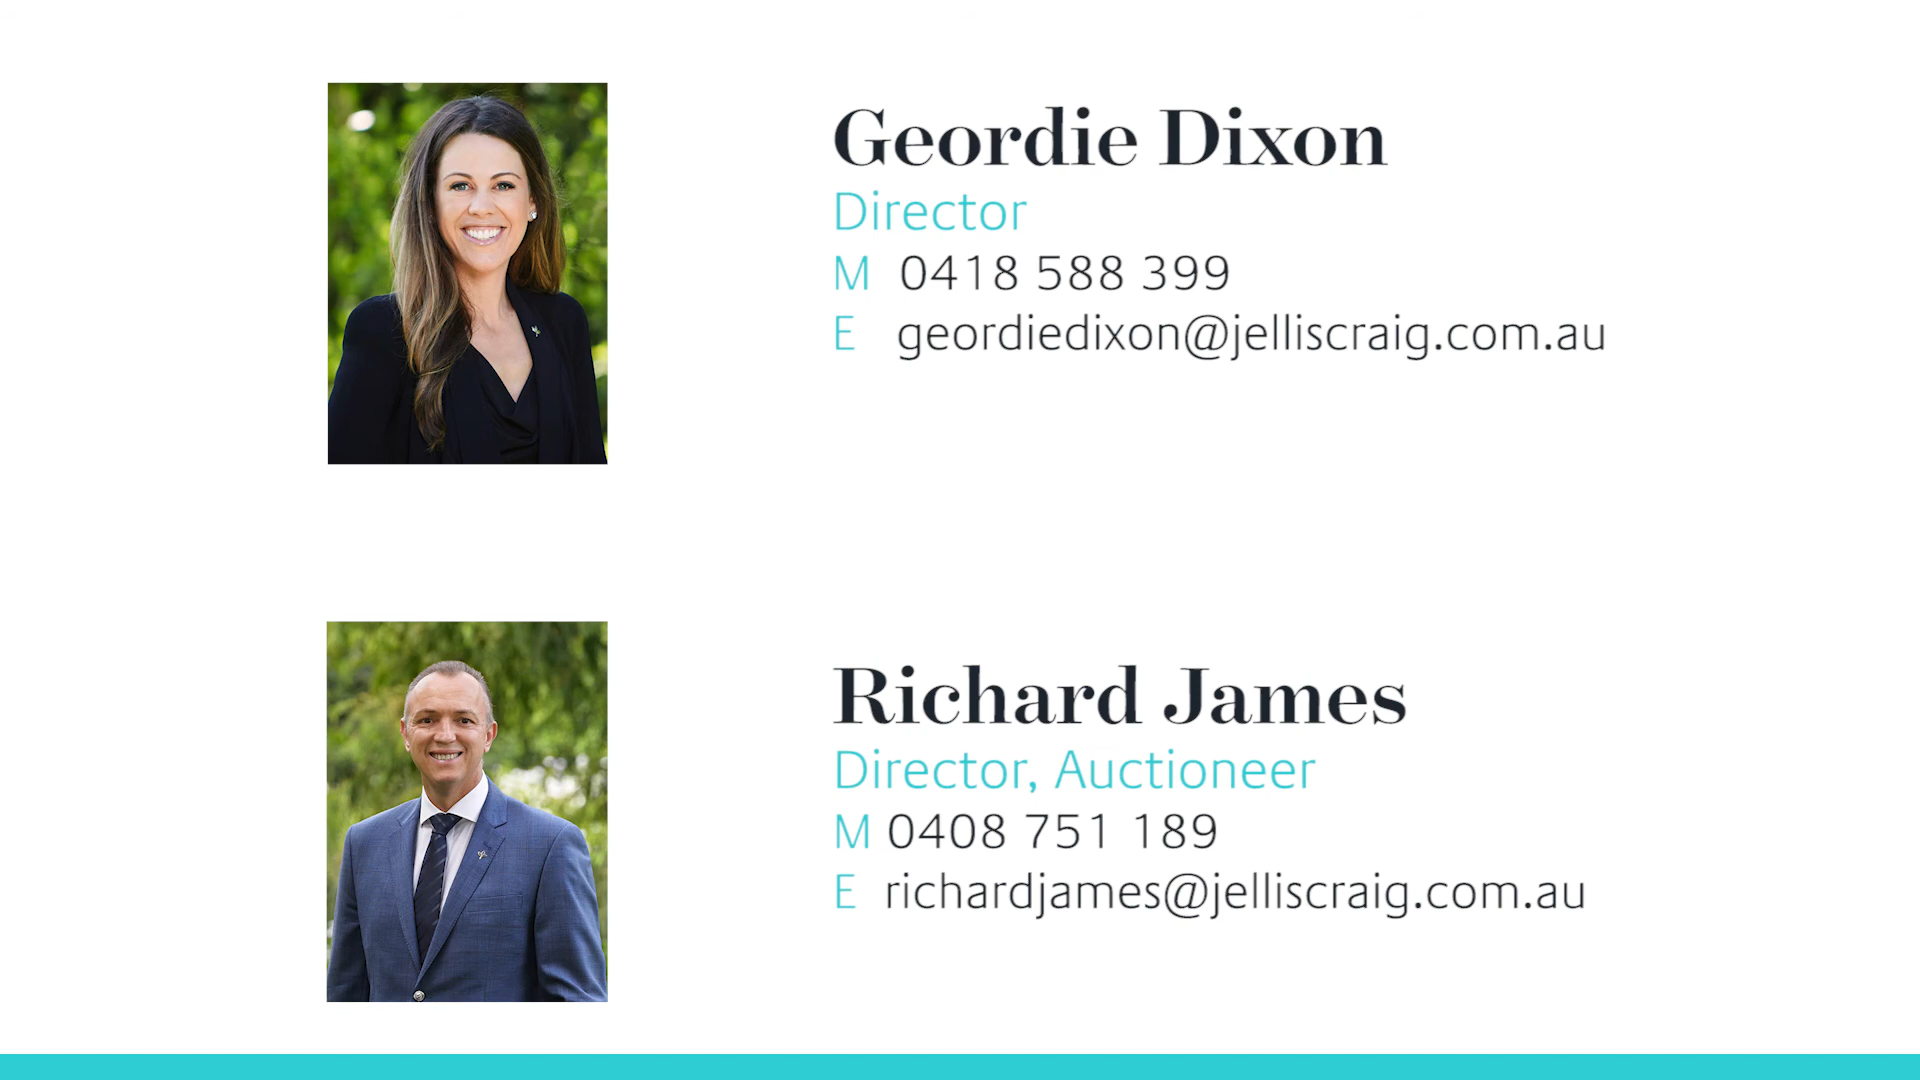 Geordie Dixon
Director
M 0418 588 399
E geordiedixon@jelliscraig.com.au
Richard James
Director, Auctioneer
M 0408 751 189
E richardjames@jelliscraig.com.au